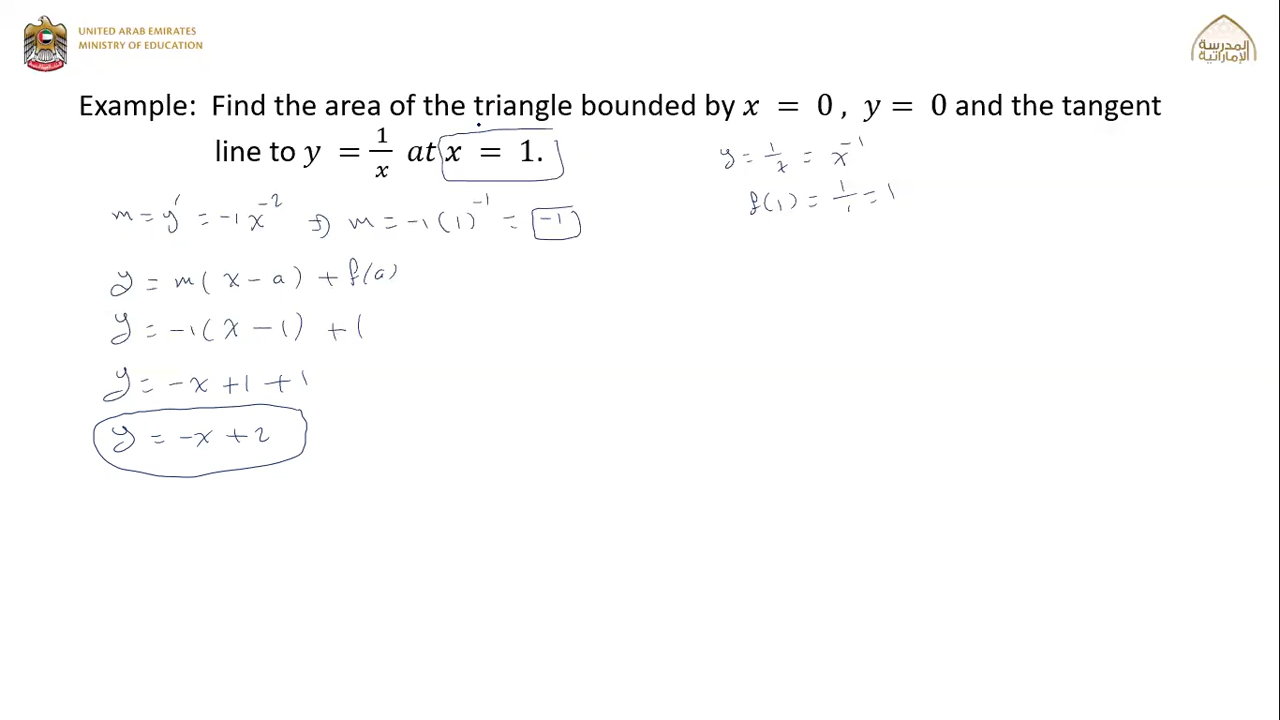 UNITED ARAB EMIRATES
MINISTRY OF EDUCATION
المدرسة
الإماراتية
Example: Find the area of the triangle bounded by x = 0 , y = 0 and the tangent
line to y = 1/x at x = 1.
y = 1/x = x⁻¹
f(1) = 1/1 = 1
m = y' = -1x⁻² ⇒ m = -1(1)⁻¹ = -1
y = m(x - a) + f(a)
y = -1(x - 1) + 1
y = -x + 1 + 1
y = -x + 2